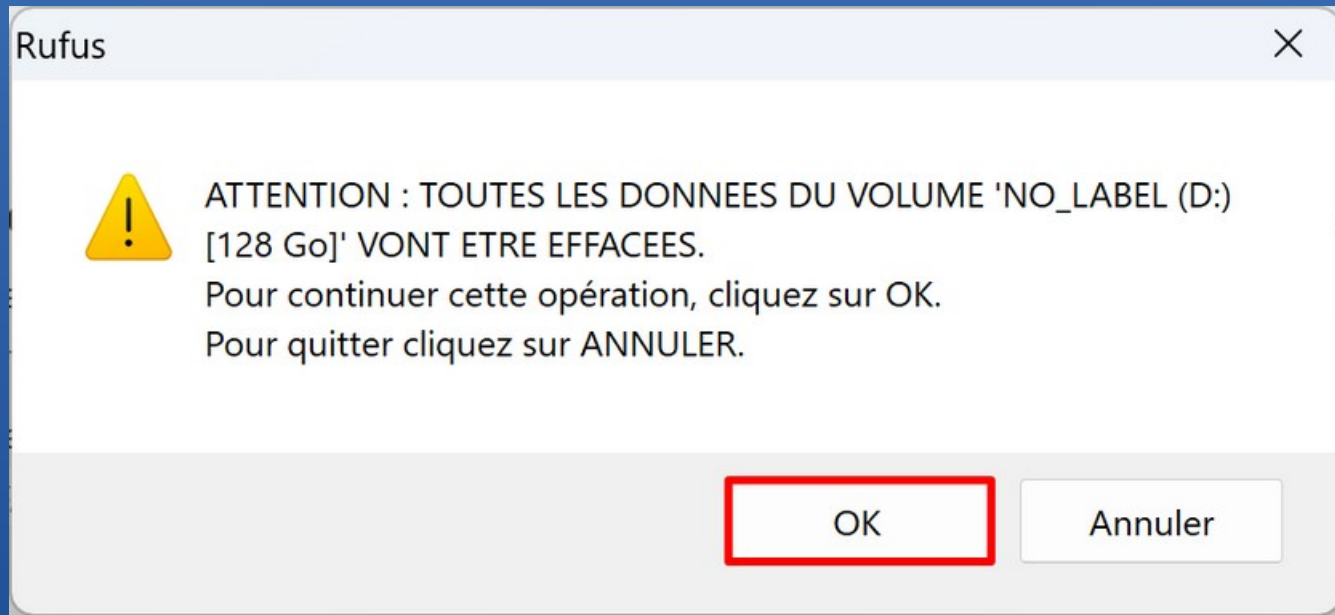 Rufus
ATTENTION : TOUTES LES DONNEES DU VOLUME 'NO_LABEL (D:)
[128 Go]' VONT ETRE EFFACEES.
Pour continuer cette opération, cliquez sur OK.
Pour quitter cliquez sur ANNULER.
OK
Annuler